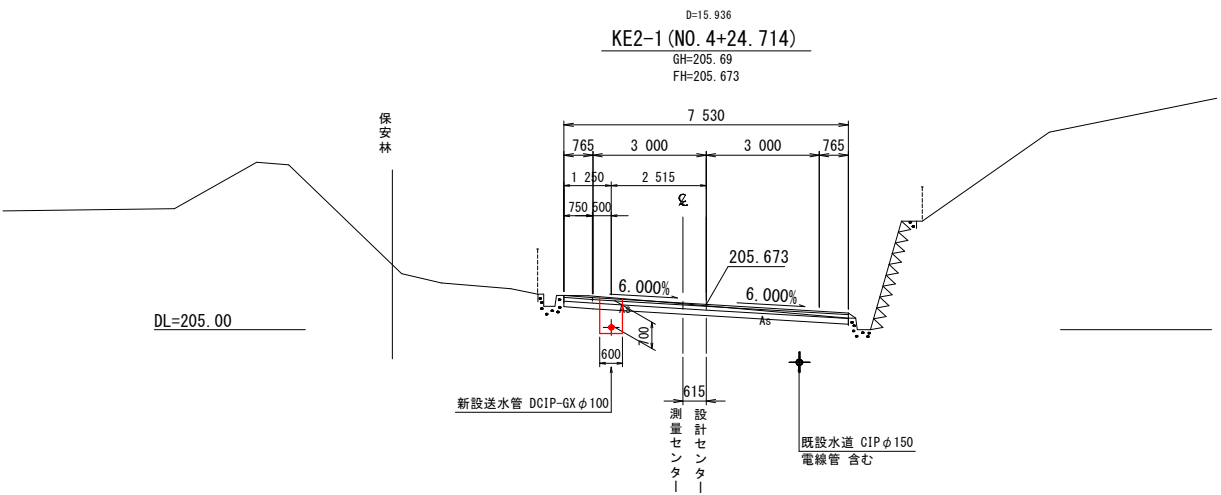 D=15.936
KE2-1(NO.4+24.714)
GH=205.69
FH=205.673
7 530
765
3 000
3 000
765
1 250
2 515
750
500
保安林
℄
205.673
6.000%
6.000%
DL=205.00
As
As
700
600
615
新設送水管 DCIP-GXφ100
測量センター
設計センター
既設水道 CIPφ150
電線管 含む